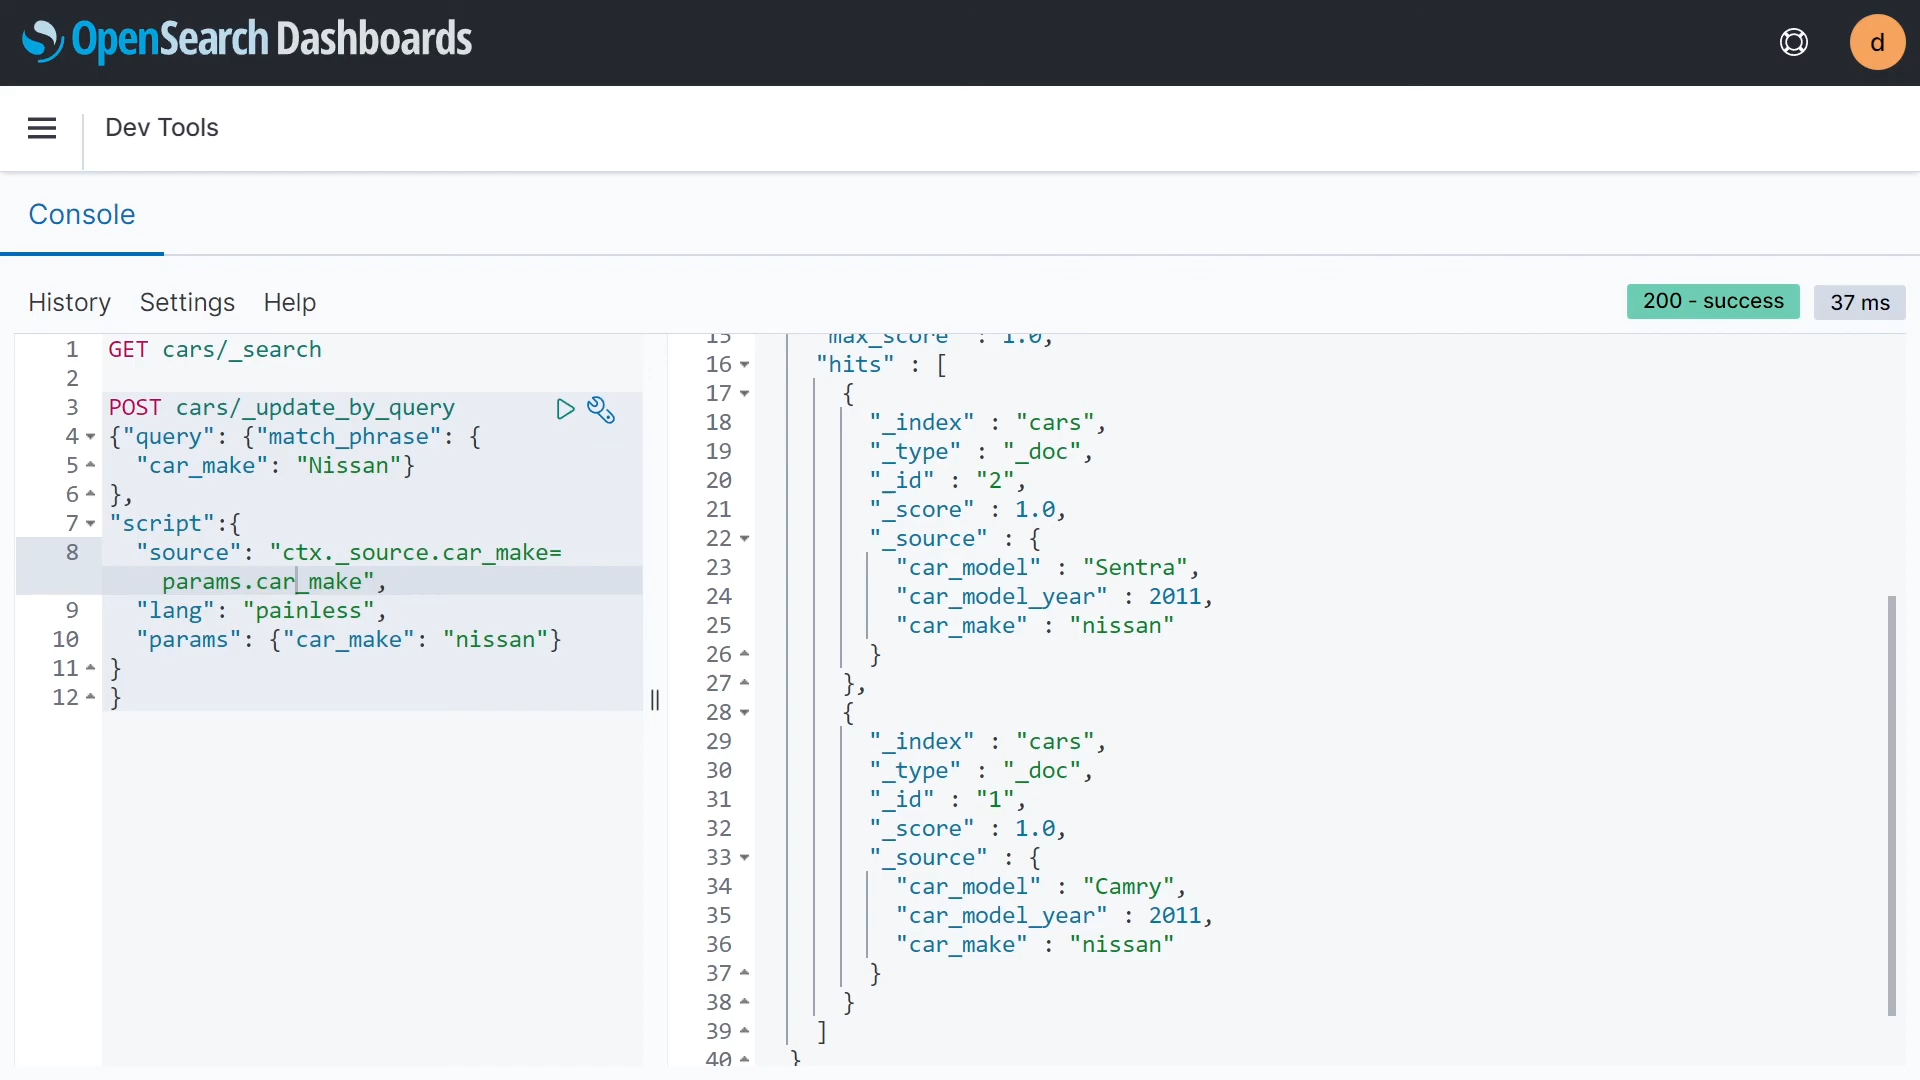 OpenSearch Dashboards
d
Dev Tools
Console
History Settings Help
200 - success
37 ms
1 GET cars/_search
2
3 POST cars/_update_by_query
4 {"query": {"match_phrase": {
5 "car_make": "Nissan"}
6 },
7 "script":{
8 "source": "ctx._source.car_make=
params.car_make",
9 "lang": "painless",
10 "params": {"car_make": "nissan"}
11 }
12 }
15 "max_score" : 1.0,
16 "hits" : [
17 {
18 "_index" : "cars",
19 "_type" : "_doc",
20 "_id" : "2",
21 "_score" : 1.0,
22 "_source" : {
23 "car_model" : "Sentra",
24 "car_model_year" : 2011,
25 "car_make" : "nissan"
26 }
27 },
28 {
29 "_index" : "cars",
30 "_type" : "_doc",
31 "_id" : "1",
32 "_score" : 1.0,
33 "_source" : {
34 "car_model" : "Camry",
35 "car_model_year" : 2011,
36 "car_make" : "nissan"
37 }
38 }
39 ]
40 }